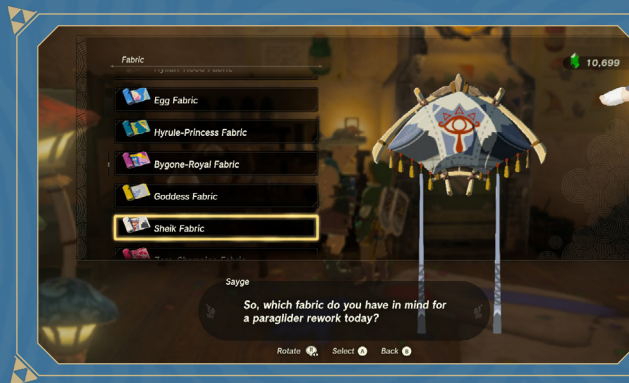 Fabric
10,699
Egg Fabric
Hyrule-Princess Fabric
Bygone-Royal Fabric
Goddess Fabric
Sheik Fabric
Sayge
So, which fabric do you have in mind for
a paraglider rework today?
Rotate R Select A Back B